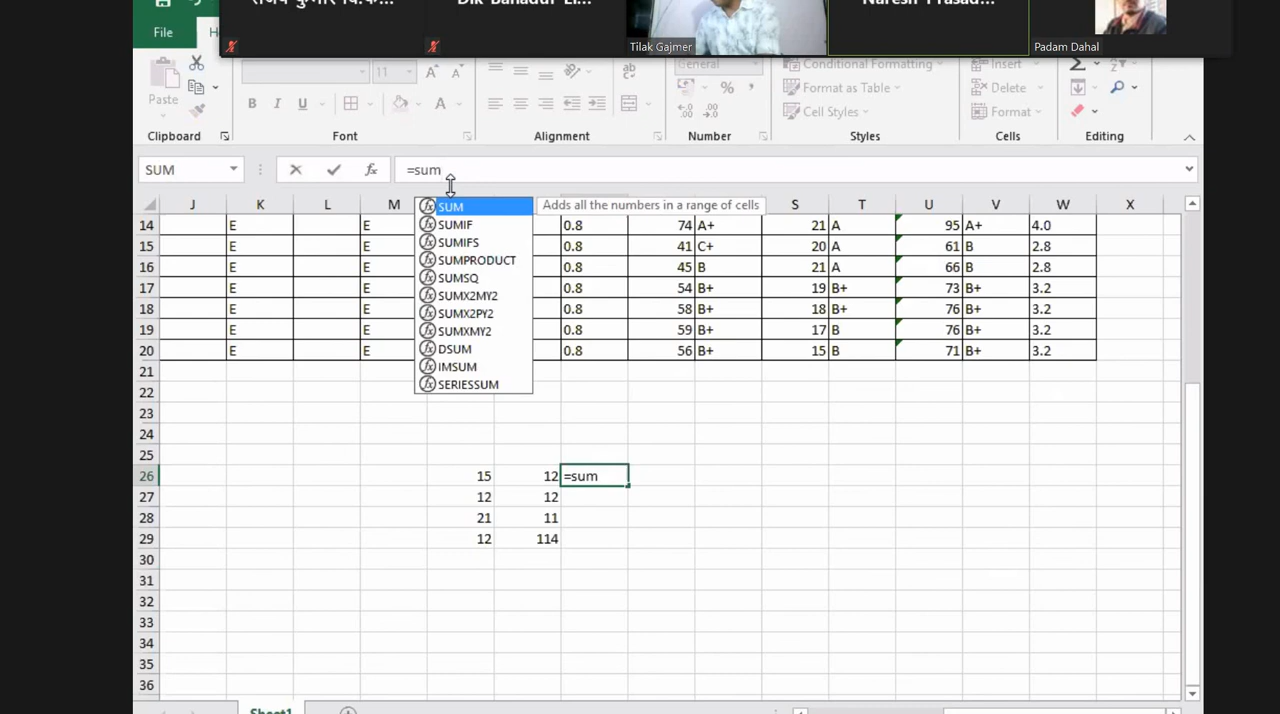 Tilak Gajmer
Padam Dahal
File
11
General
Conditional Formatting
Insert
Paste
B I U
A
%
Format as Table
Delete
Cell Styles
Format
Clipboard
Font
Alignment
Number
Styles
Cells
Editing
SUM
fx
=sum
J K L M S T U V W X
SUM
Adds all the numbers in a range of cells
SUMIF
SUMIFS
SUMPRODUCT
SUMSQ
SUMX2MY2
SUMX2PY2
SUMXMY2
DSUM
IMSUM
SERIESSUM
14 E E 0.8 74 A+ 21 A 95 A+ 4.0
15 E E 0.8 41 C+ 20 A 61 B 2.8
16 E E 0.8 45 B 21 A 66 B 2.8
17 E E 0.8 54 B+ 19 B+ 73 B+ 3.2
18 E E 0.8 58 B+ 18 B+ 76 B+ 3.2
19 E E 0.8 59 B+ 17 B 76 B+ 3.2
20 E E 0.8 56 B+ 15 B 71 B+ 3.2
21
22
23
24
25
26 15 12 =sum
27 12 12
28 21 11
29 12 114
30
31
32
33
34
35
36
Sheet1